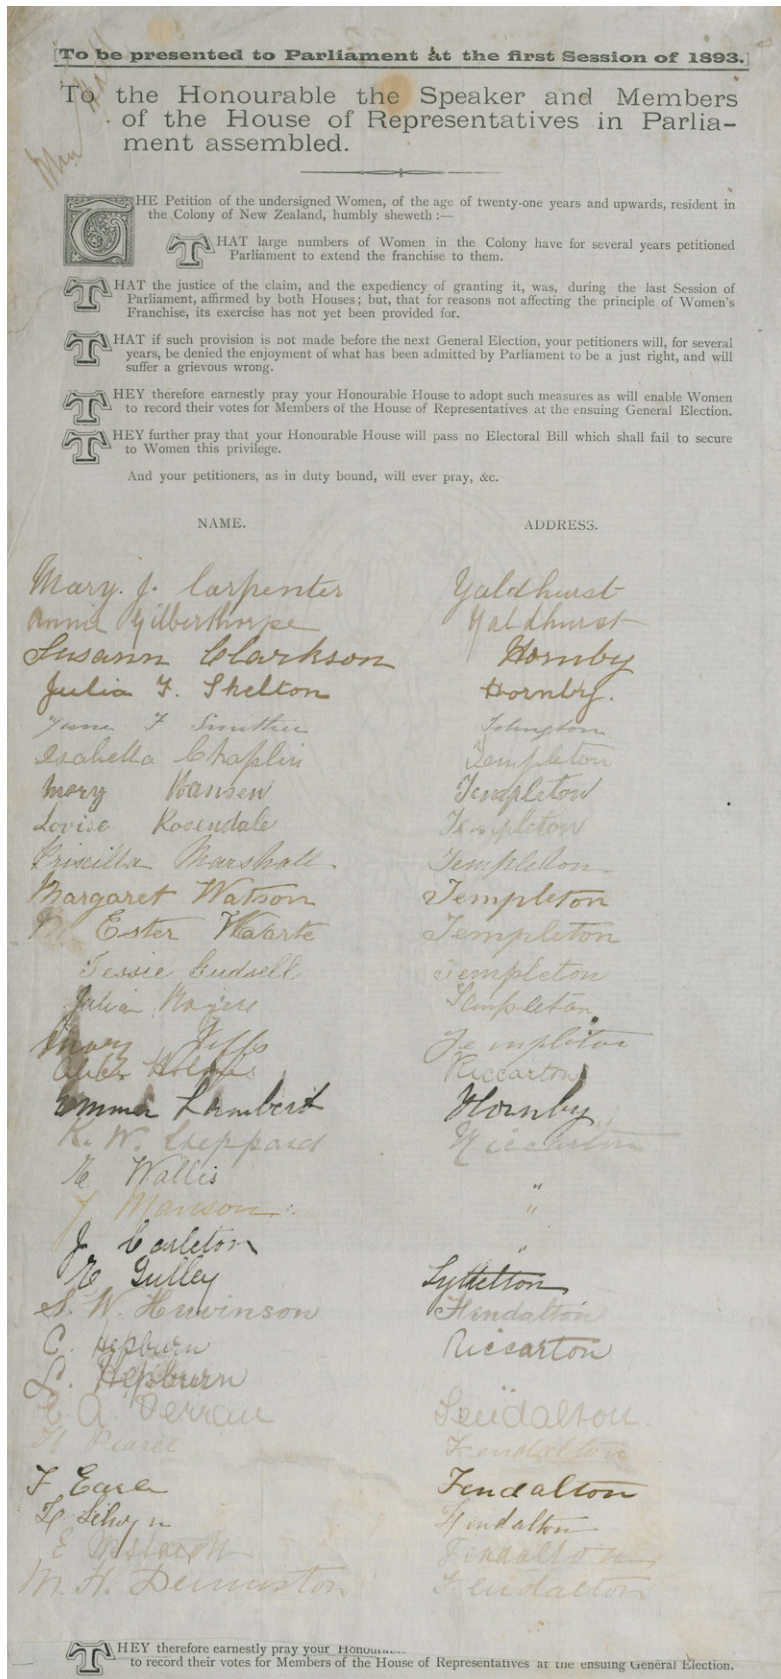 [To be presented to Parliament at the first Session of 1893.]
To the Honourable the Speaker and Members
of the House of Representatives in Parlia-
ment assembled.
THE Petition of the undersigned Women, of the age of twenty-one years and upwards, resident in
the Colony of New Zealand, humbly sheweth :—
THAT large numbers of Women in the Colony have for several years petitioned
Parliament to extend the franchise to them.
THAT the justice of the claim, and the expediency of granting it, was, during the last Session of
Parliament, affirmed by both Houses; but, that for reasons not affecting the principle of Women's
Franchise, its exercise has not yet been provided for.
THAT if such provision is not made before the next General Election, your petitioners will, for several
years, be denied the enjoyment of what has been admitted by Parliament to be a just right, and will
suffer a grievous wrong.
THEY therefore earnestly pray your Honourable House to adopt such measures as will enable Women
to record their votes for Members of the House of Representatives at the ensuing General Election.
THEY further pray that your Honourable House will pass no Electoral Bill which shall fail to secure
to Women this privilege.
And your petitioners, as in duty bound, will ever pray, &c.
NAME. ADDRESS.
Mary. J. Carpenter Yaldhurst
Annie Gilberthorpe Yaldhurst
Susann Clarkson Hornby
Julia F. Shelton Hornby.
Jane F
Isabella Chaplin Templeton
Mary Hansen Templeton
Louise Rosendale Templeton
Priscilla Marshall Templeton
Margaret Watson Templeton
M. Ester Templeton
Jessie Templeton
Julia Rogers Templeton
Mary Templeton
Alice Holmes Riccarton
Emma Lambert Hornby
K. W. Sheppard Riccarton
Wallis "
Manson "
J Carleton "
Gulley Lyttelton
S. W. Fendalton
C. Hepburn Riccarton
L. Hepburn
C. A. Fendalton.
H Pearce Fendalton
F Earle Fendalton
H Selwyn Fendalton
E Fendalton
M. H. Fendalton
THEY therefore earnestly pray your
to record their votes for Members of the House of Representatives at the ensuing General Election.